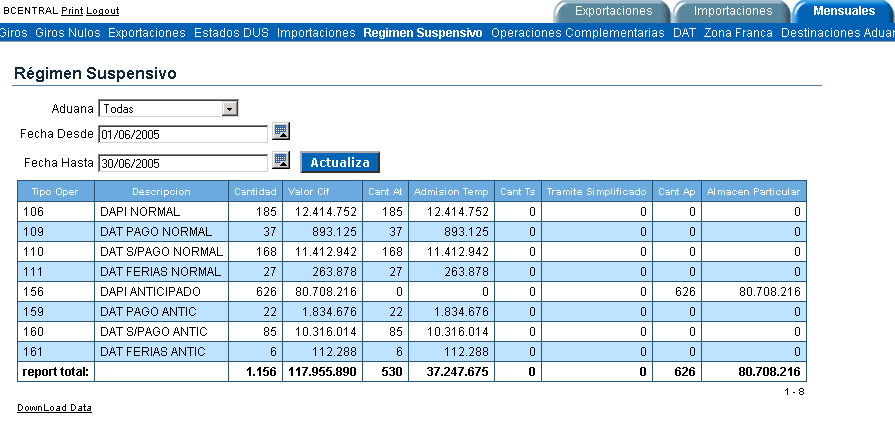 BCENTRAL Print Logout
Exportaciones Importaciones Mensuales
Giros Giros Nulos Exportaciones Estados DUS Importaciones Regimen Suspensivo Operaciones Complementarias DAT Zona Franca Destinaciones Aduan
Régimen Suspensivo
Aduana Todas
Fecha Desde 01/06/2005
Fecha Hasta 30/06/2005 Actualiza
Tipo Oper Descripcion Cantidad Valor Cif Cant At Admision Temp Cant Ts Tramite Simplificado Cant Ap Almacen Particular
106 DAPI NORMAL 185 12.414.752 185 12.414.752 0 0 0 0
109 DAT PAGO NORMAL 37 893.125 37 893.125 0 0 0 0
110 DAT S/PAGO NORMAL 168 11.412.942 168 11.412.942 0 0 0 0
111 DAT FERIAS NORMAL 27 263.878 27 263.878 0 0 0 0
156 DAPI ANTICIPADO 626 80.708.216 0 0 0 0 626 80.708.216
159 DAT PAGO ANTIC 22 1.834.676 22 1.834.676 0 0 0 0
160 DAT S/PAGO ANTIC 85 10.316.014 85 10.316.014 0 0 0 0
161 DAT FERIAS ANTIC 6 112.288 6 112.288 0 0 0 0
report total: 1.156 117.955.890 530 37.247.675 0 0 626 80.708.216
1 - 8
DownLoad Data